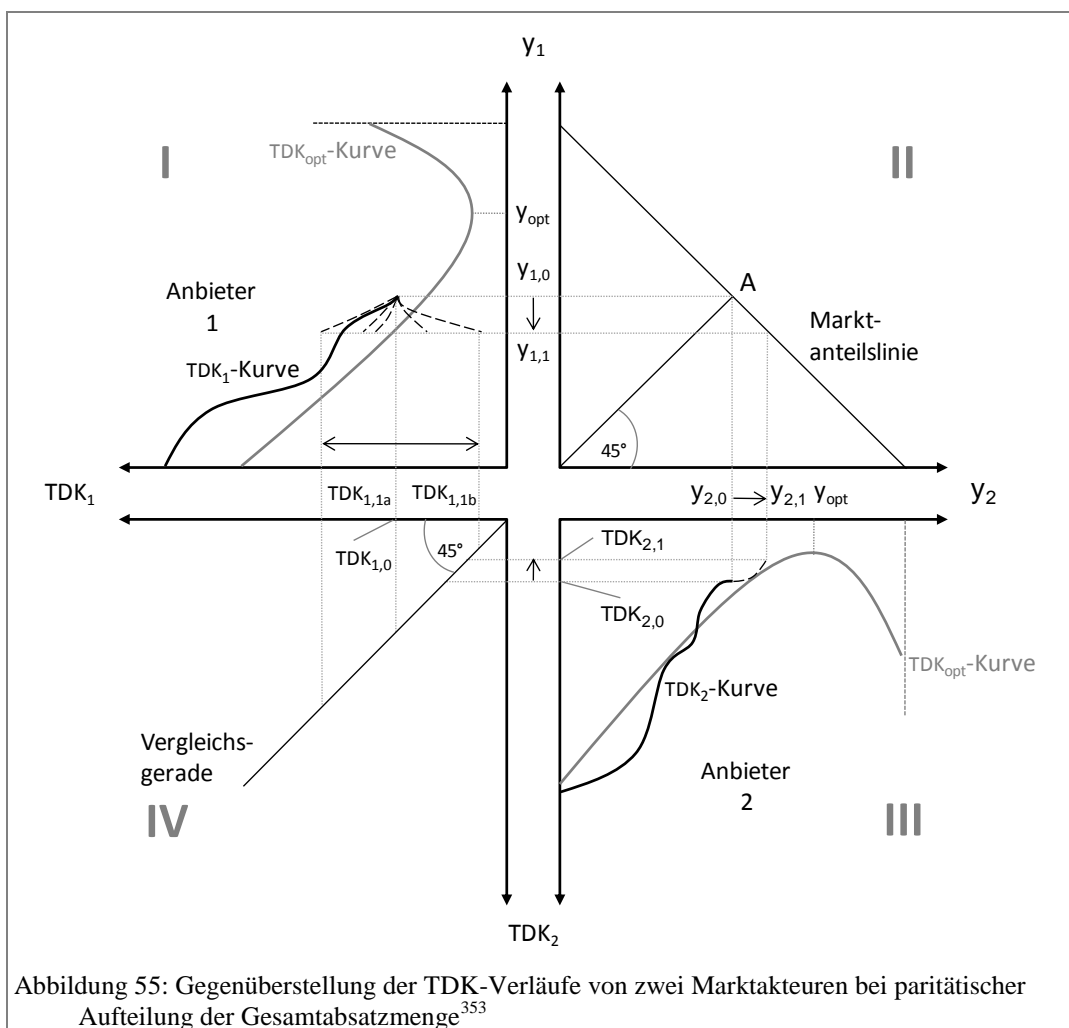 y1
I
II
TDKopt-Kurve
yopt
y1,0
A
Anbieter
1
Markt-
anteilslinie
y1,1
TDK1-Kurve
45°
TDK1
TDK1,1a
TDK1,1b
y2,0
y2,1
yopt
y2
TDK1,0
45°
TDK2,1
TDK2,0
TDKopt-Kurve
TDK2-Kurve
Vergleichs-
gerade
Anbieter
2
IV
III
TDK2
Abbildung 55: Gegenüberstellung der TDK-Verläufe von zwei Marktakteuren bei paritätischer
Aufteilung der Gesamtabsatzmenge353